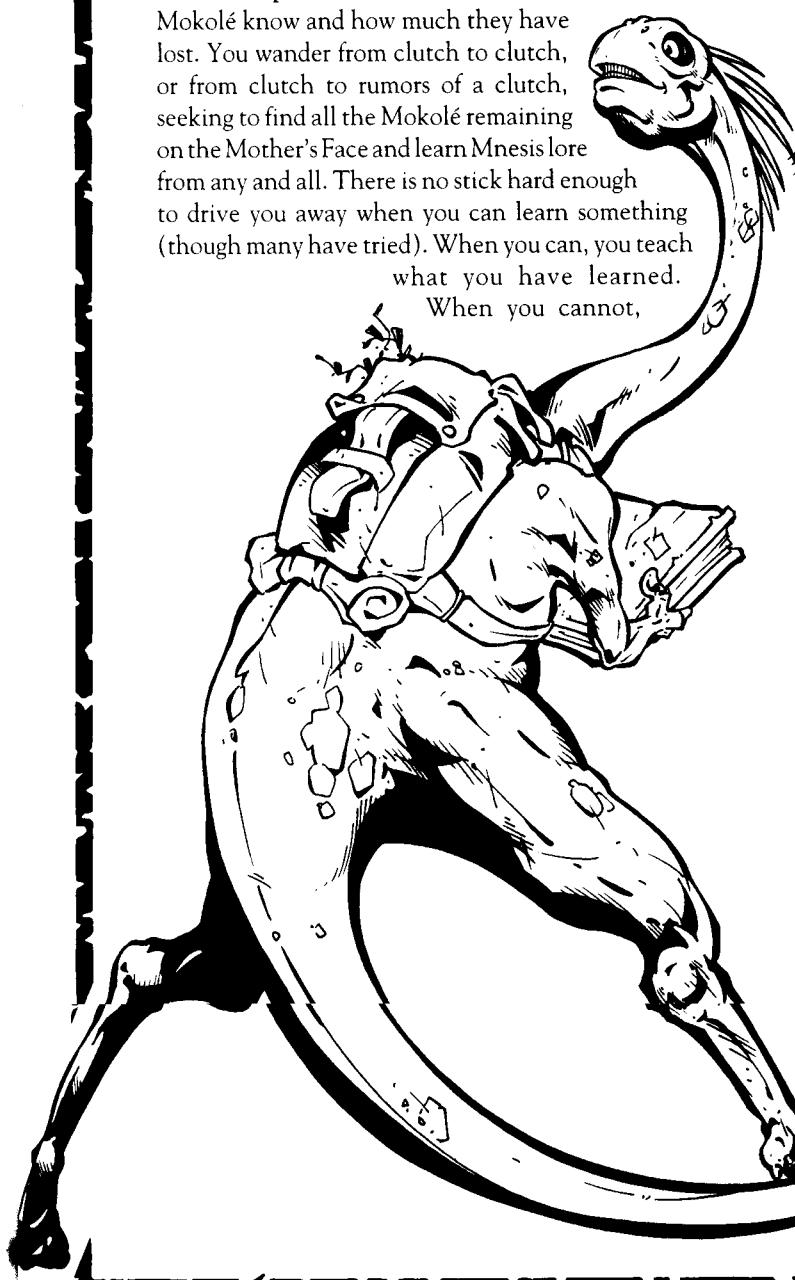 Mokolé know and how much they have
lost. You wander from clutch to clutch,
or from clutch to rumors of a clutch,
seeking to find all the Mokolé remaining
on the Mother's Face and learn Mnesis lore
from any and all. There is no stick hard enough
to drive you away when you can learn something
(though many have tried). When you can, you teach
what you have learned.
When you cannot,